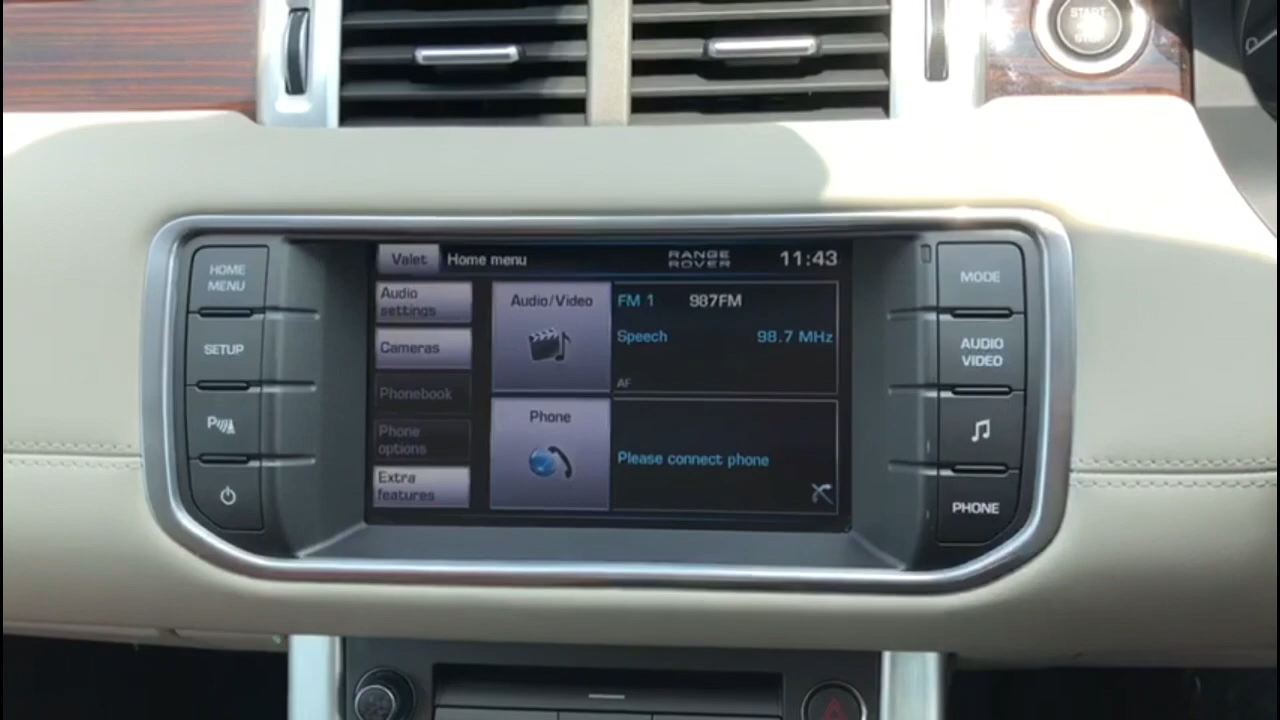 START
STOP
HOME
MENU
SETUP
P
Valet
Home menu
RANGE
ROVER
11:43
Audio
settings
Cameras
Phonebook
Phone
options
Extra
features
Audio/Video
FM 1
987FM
Speech
98.7 MHz
AF
Phone
Please connect phone
MODE
AUDIO
VIDEO
PHONE